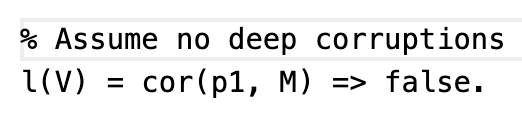 % Assume no deep corruptions
l(V) = cor(p1, M) => false.